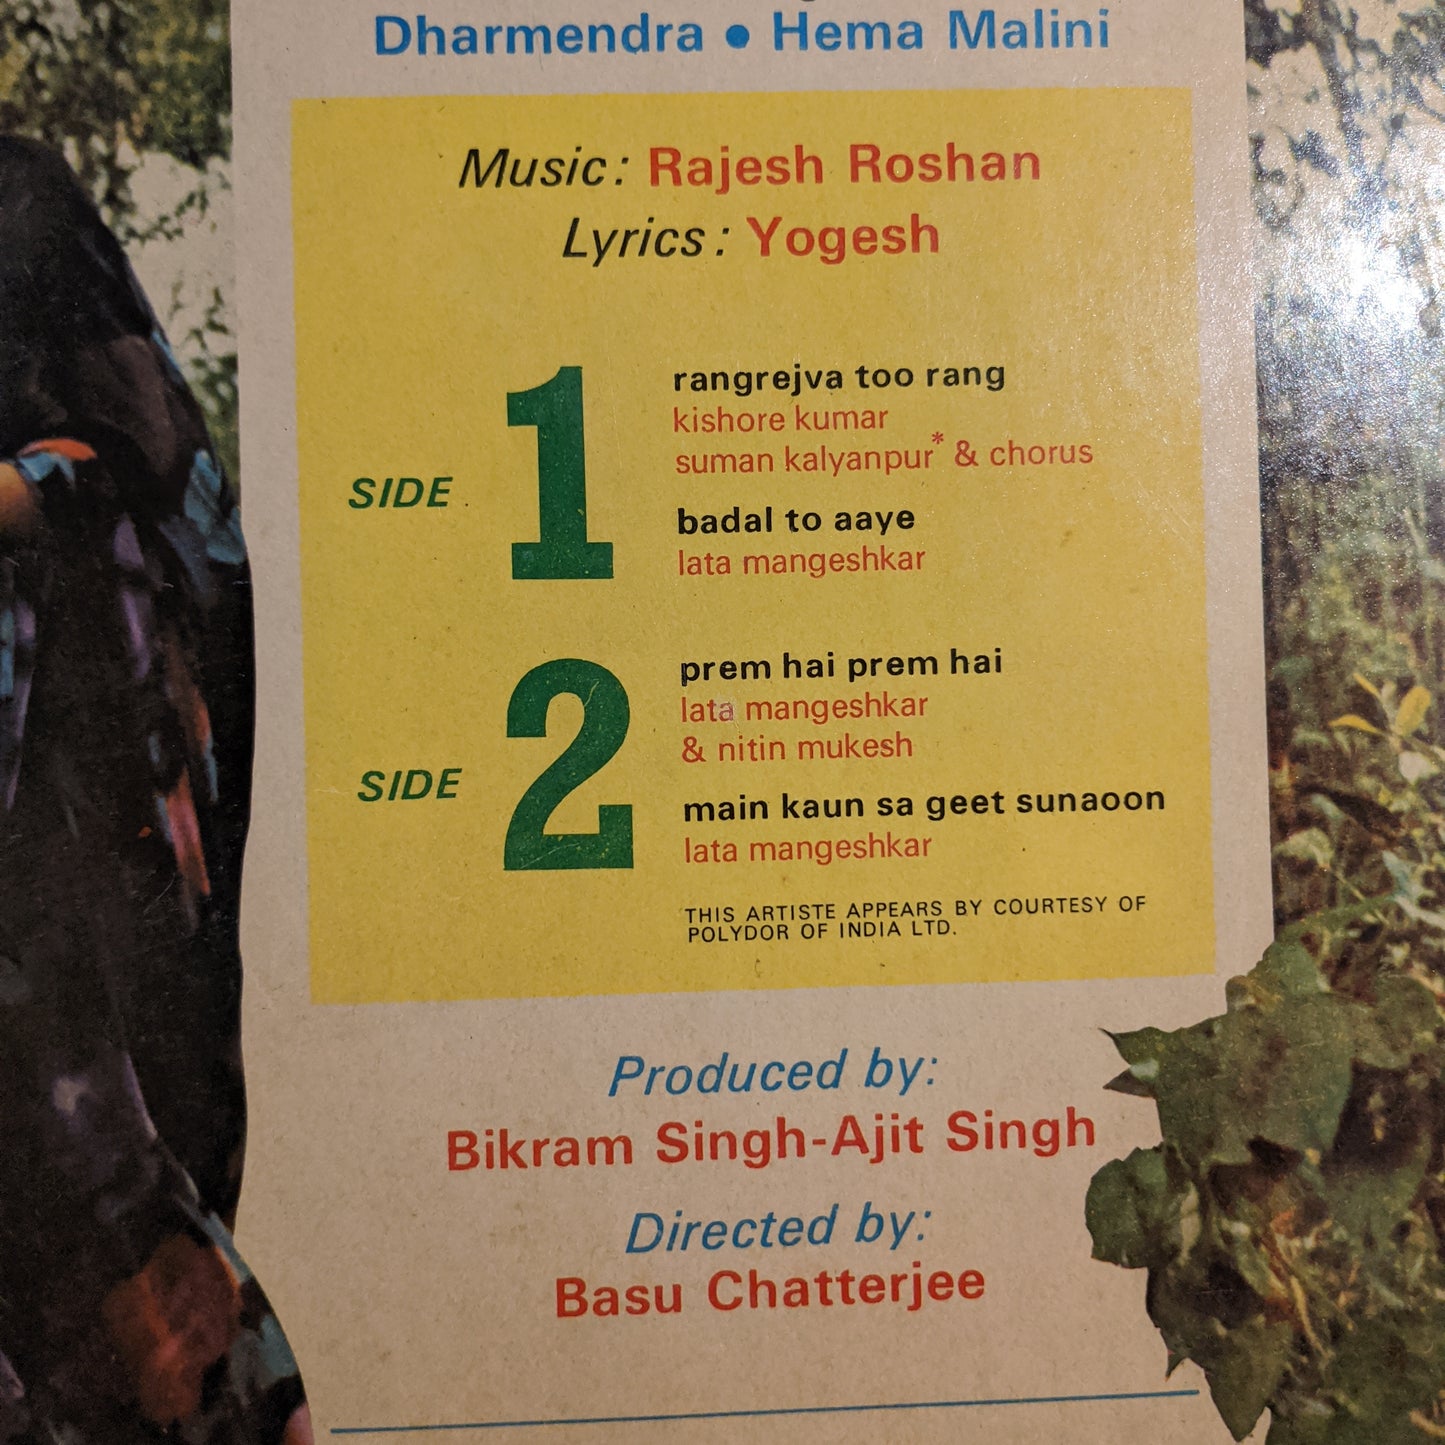 Dharmendra • Hema Malini
Music: Rajesh Roshan
Lyrics: Yogesh
SIDE 1
rangrejva too rang
kishore kumar
suman kalyanpur* & chorus
badal to aaye
lata mangeshkar
SIDE 2
prem hai prem hai
lata mangeshkar
& nitin mukesh
main kaun sa geet sunaoon
lata mangeshkar
THIS ARTISTE APPEARS BY COURTESY OF
POLYDOR OF INDIA LTD.
Produced by:
Bikram Singh-Ajit Singh
Directed by:
Basu Chatterjee